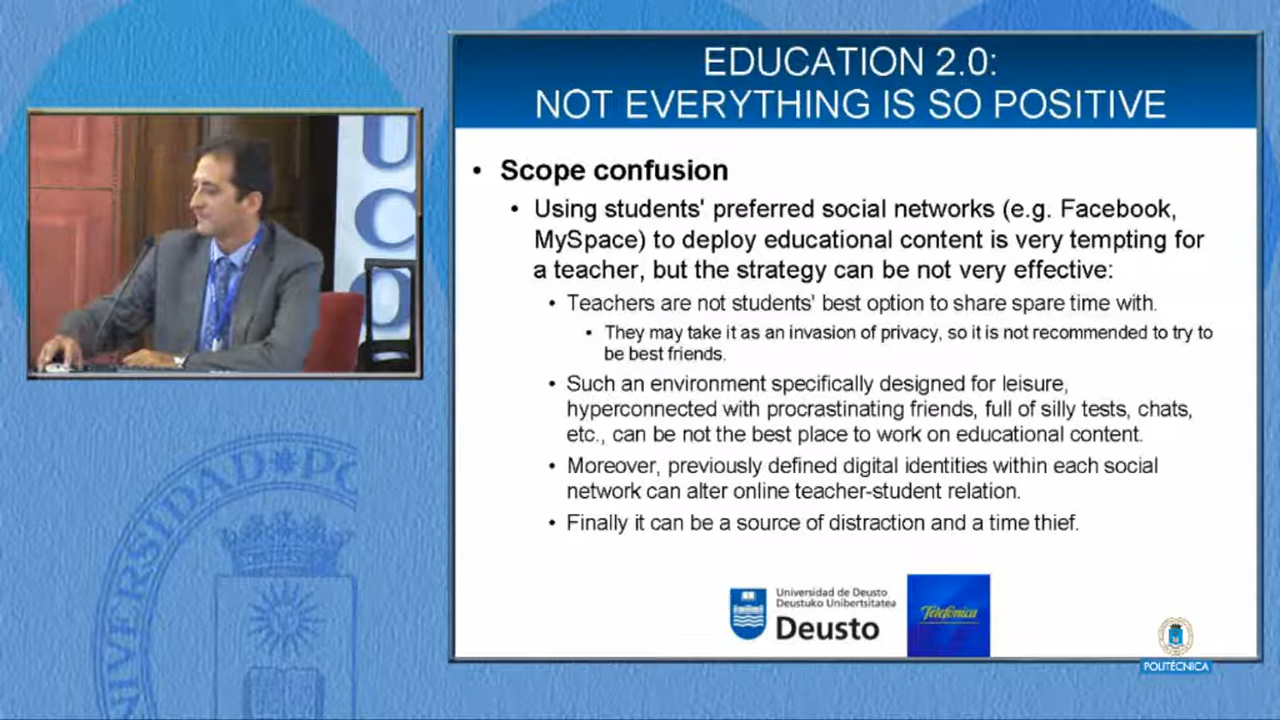 EDUCATION 2.0:
NOT EVERYTHING IS SO POSITIVE
• Scope confusion
• Using students' preferred social networks (e.g. Facebook,
MySpace) to deploy educational content is very tempting for
a teacher, but the strategy can be not very effective:
• Teachers are not students' best option to share spare time with.
• They may take it as an invasion of privacy, so it is not recommended to try to
be best friends.
• Such an environment specifically designed for leisure,
hyperconnected with procrastinating friends, full of silly tests, chats,
etc., can be not the best place to work on educational content.
• Moreover, previously defined digital identities within each social
network can alter online teacher-student relation.
• Finally it can be a source of distraction and a time thief.
Universidad de Deusto
Deustuko Unibertsitatea
Deusto
Telefónica
POLITÉCNICA